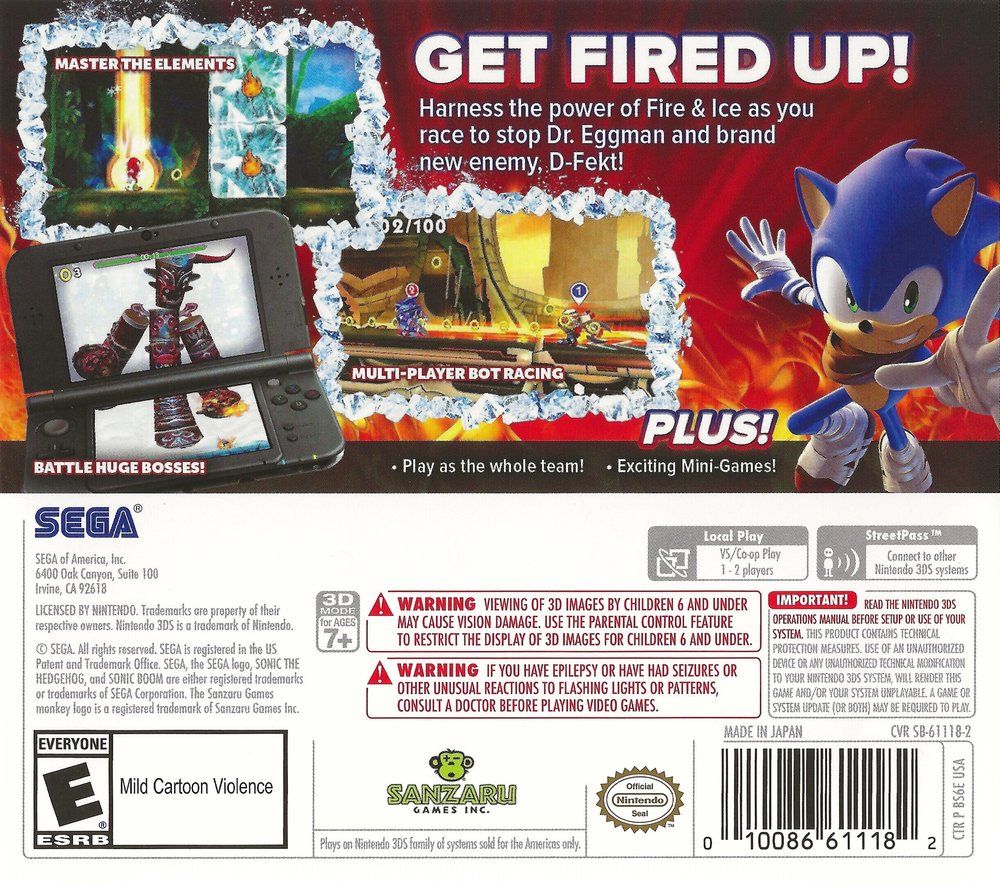 MASTER THE ELEMENTS
GET FIRED UP!
Harness the power of Fire & Ice as you
race to stop Dr. Eggman and brand
new enemy, D-Fekt!
02/100
3
2
1
MULTI-PLAYER BOT RACING
BATTLE HUGE BOSSES!
PLUS!
• Play as the whole team! • Exciting Mini-Games!
SEGA®
SEGA of America, Inc.
6400 Oak Canyon, Suite 100
Irvine, CA 92618
LICENSED BY NINTENDO. Trademarks are property of their
respective owners. Nintendo 3DS is a trademark of Nintendo.
© SEGA. All rights reserved. SEGA is registered in the US
Patent and Trademark Office. SEGA, the SEGA logo, SONIC THE
HEDGEHOG, and SONIC BOOM are either registered trademarks
or trademarks of SEGA Corporation. The Sanzaru Games
monkey logo is a registered trademark of Sanzaru Games Inc.
Local Play
VS/Co-op Play
1 - 2 players
StreetPass™
Connect to other
Nintendo 3DS systems
3D
MODE
for AGES
7+
WARNING VIEWING OF 3D IMAGES BY CHILDREN 6 AND UNDER
MAY CAUSE VISION DAMAGE. USE THE PARENTAL CONTROL FEATURE
TO RESTRICT THE DISPLAY OF 3D IMAGES FOR CHILDREN 6 AND UNDER.
WARNING IF YOU HAVE EPILEPSY OR HAVE HAD SEIZURES OR
OTHER UNUSUAL REACTIONS TO FLASHING LIGHTS OR PATTERNS,
CONSULT A DOCTOR BEFORE PLAYING VIDEO GAMES.
IMPORTANT! READ THE NINTENDO 3DS
OPERATIONS MANUAL BEFORE SETUP OR USE OF YOUR
SYSTEM. THIS PRODUCT CONTAINS TECHNICAL
PROTECTION MEASURES. USE OF AN UNAUTHORIZED
DEVICE OR ANY UNAUTHORIZED TECHNICAL MODIFICATION
TO YOUR NINTENDO 3DS SYSTEM, WILL RENDER THIS
GAME AND/OR YOUR SYSTEM UNPLAYABLE. A GAME OR
SYSTEM UPDATE (OR BOTH) MAY BE REQUIRED TO PLAY.
MADE IN JAPAN CVR SB-61118-2
EVERYONE
E
®
ESRB
Mild Cartoon Violence
SANZARU
GAMES INC.
Plays on Nintendo 3DS family of systems sold for the Americas only.
Official
Nintendo
Seal
™
0 10086 61118 2
CTR P BS6E USA